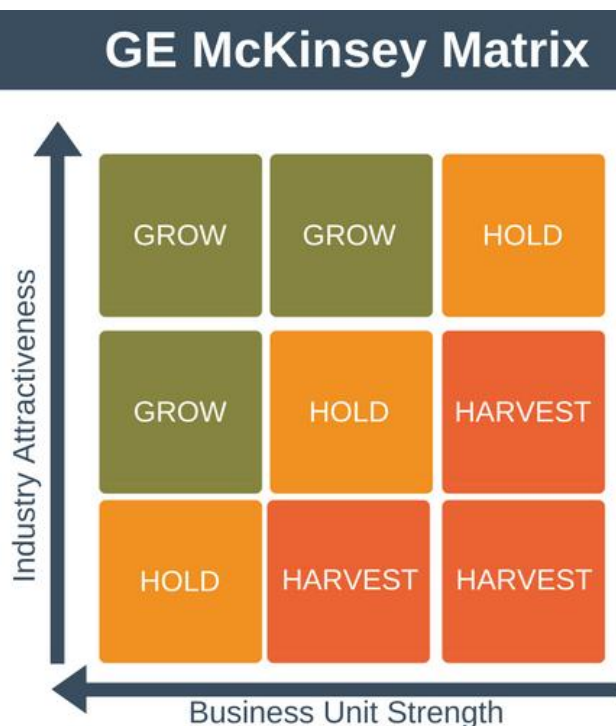 GE McKinsey Matrix
Industry Attractiveness
GROW GROW HOLD
GROW HOLD HARVEST
HOLD HARVEST HARVEST
Business Unit Strength